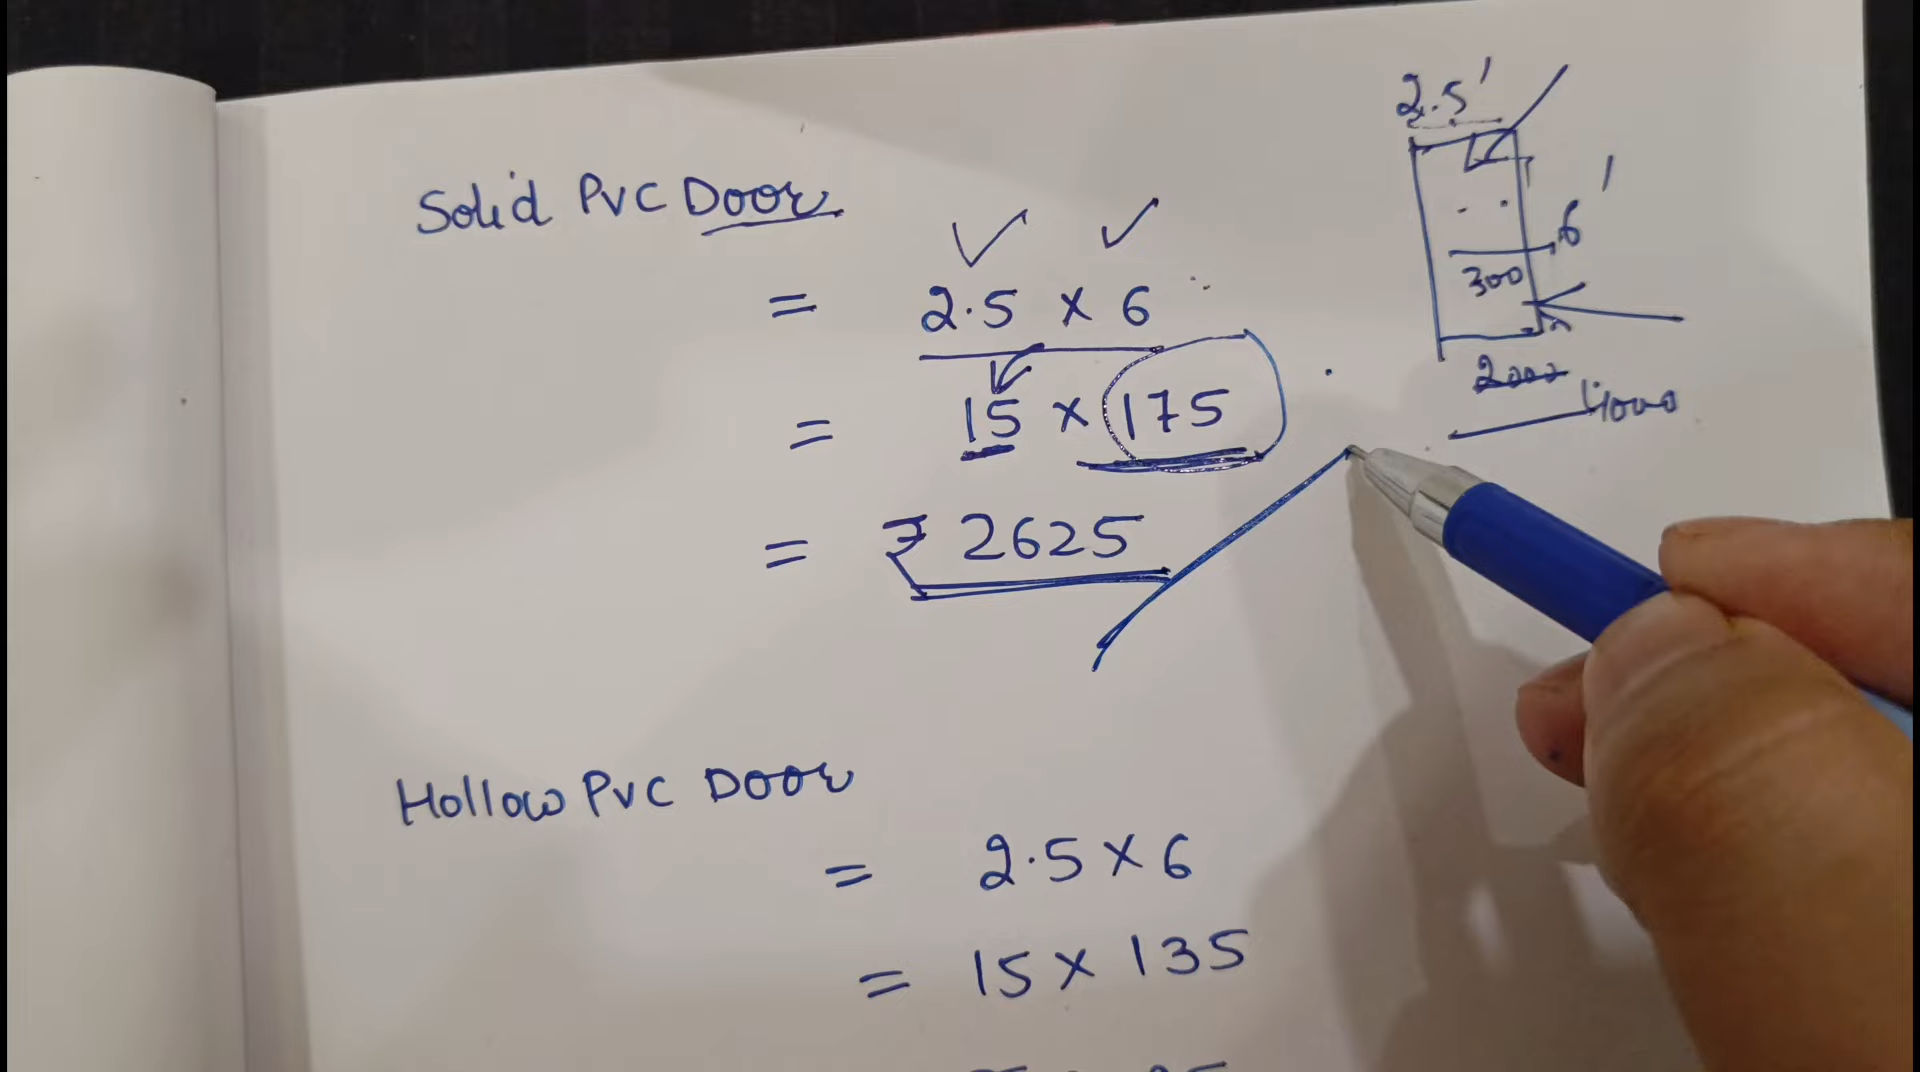 Solid PVC Door
= 2.5 x 6
= 15 x 175
= ₹ 2625
2.5'
6'
300
2000
4000
Hollow PVC Door
= 2.5 x 6
= 15 x 135